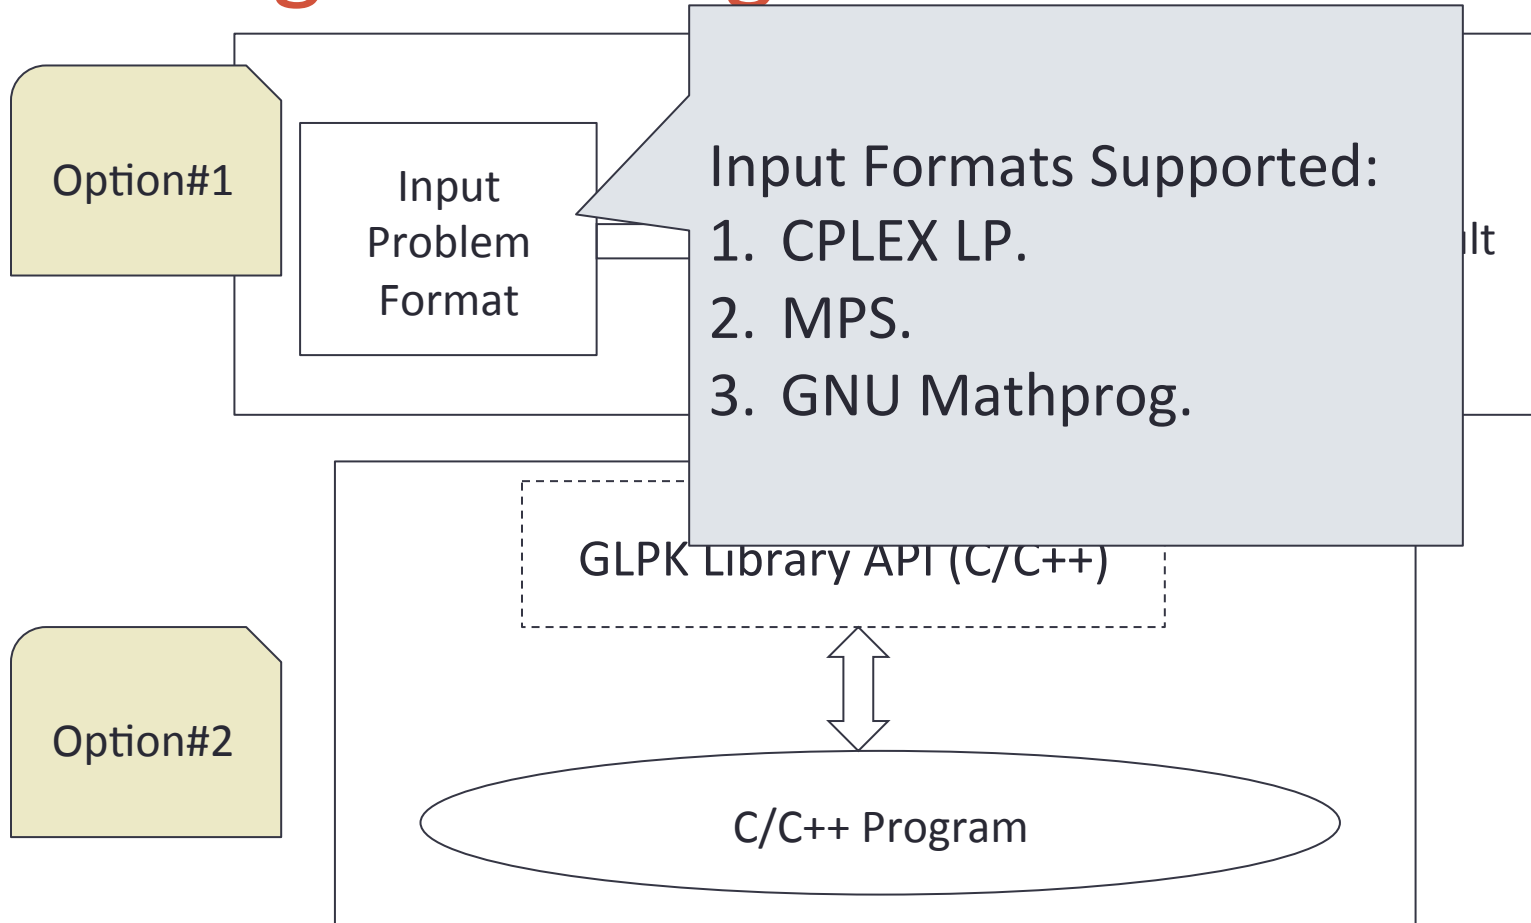 Option#1
Input
Problem
Format
Input Formats Supported:
1. CPLEX LP.
2. MPS.
3. GNU Mathprog.
GLPK Library API (C/C++)
Option#2
C/C++ Program